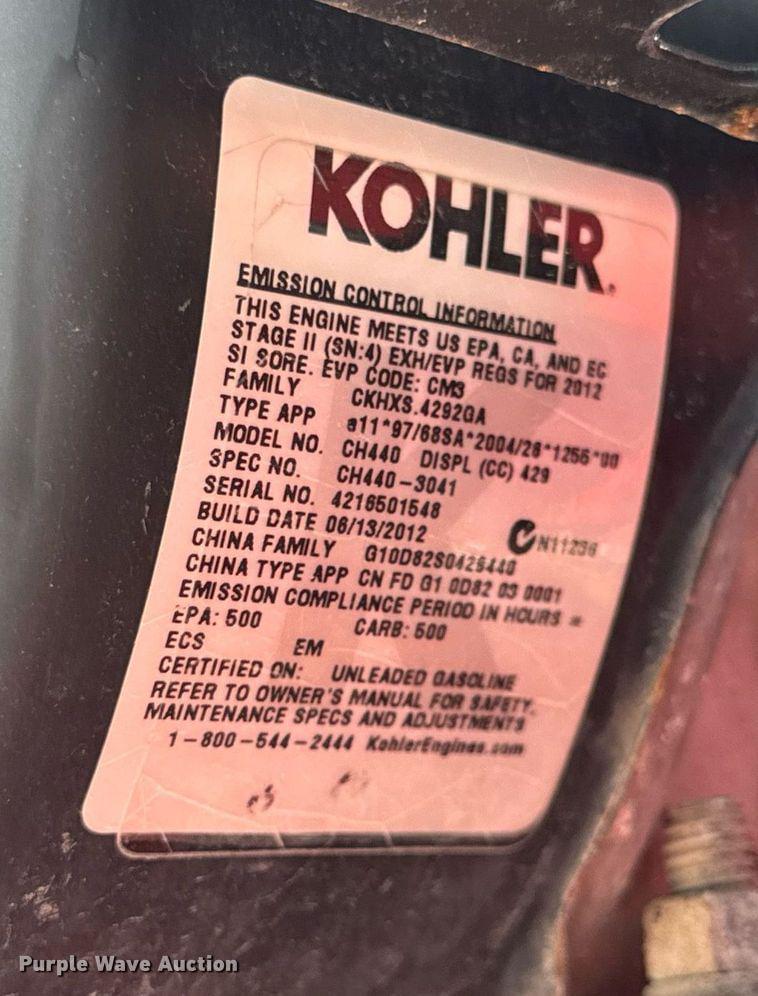 KOHLER.
EMISSION CONTROL INFORMATION
THIS ENGINE MEETS US EPA, CA, AND EC
STAGE II (SN:4) EXH/EVP REGS FOR 2012
SI SORE. EVP CODE: CM3
FAMILY CKHXS.4292GA
TYPE APP e11*97/68SA*2004/26*1256*00
MODEL NO. CH440 DISPL (CC) 429
SPEC NO. CH440-3041
SERIAL NO. 4216501548
BUILD DATE 06/13/2012 N11236
CHINA FAMILY
CHINA TYPE APP CN FD G1 0D82 03 0001
EMISSION COMPLIANCE PERIOD IN HOURS =
EPA: 500 CARB: 500
ECS EM
CERTIFIED ON: UNLEADED GASOLINE
REFER TO OWNER'S MANUAL FOR SAFETY,
MAINTENANCE SPECS AND ADJUSTMENTS
1-800-544-2444 KohlerEngines.com
Purple Wave Auction